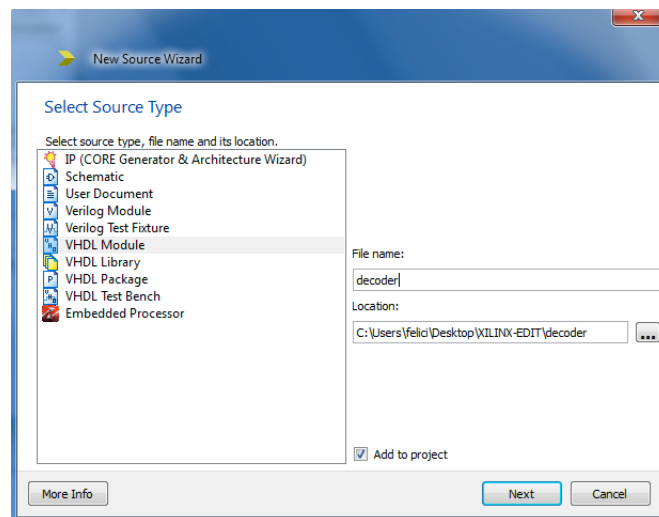 New Source Wizard
Select Source Type
Select source type, file name and its location.
IP (CORE Generator & Architecture Wizard)
Schematic
User Document
Verilog Module
Verilog Test Fixture
VHDL Module
VHDL Library
VHDL Package
VHDL Test Bench
Embedded Processor
File name:
decoder
Location:
C:\Users\felici\Desktop\XILINX-EDIT\decoder
...
Add to project
More Info
Next
Cancel